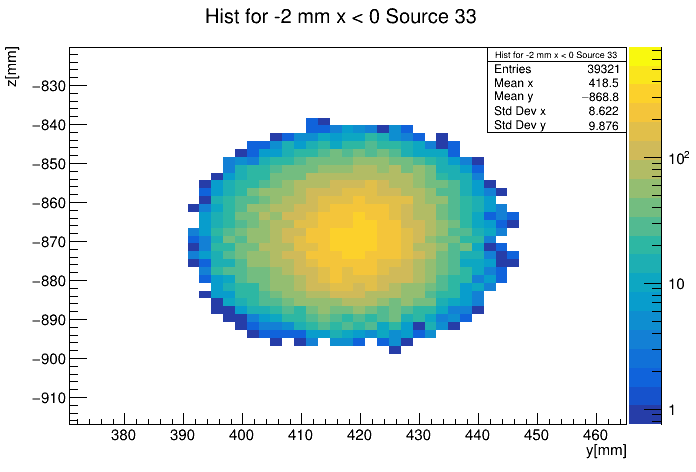 Hist for -2 mm x < 0 Source 33
z[mm]
Hist for -2 mm x < 0 Source 33
Entries 39321
Mean x 418.5
Mean y −868.8
Std Dev x 8.622
Std Dev y 9.876
−830
−840
−850
−860
−870
−880
−890
−900
−910
10²
10
1
380 390 400 410 420 430 440 450 460
y[mm]